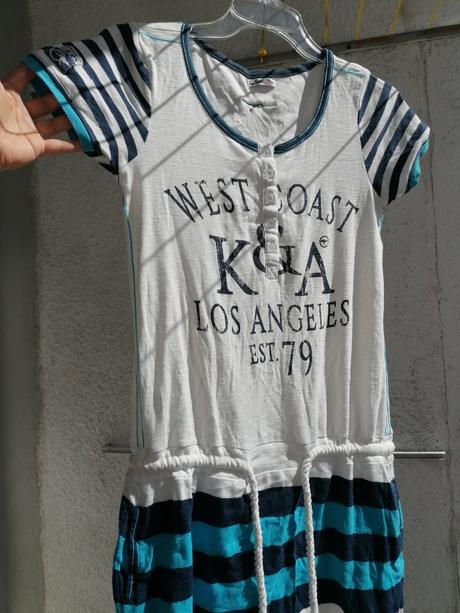 WEST COAST
K&A
LOS ANGELES
EST. 79